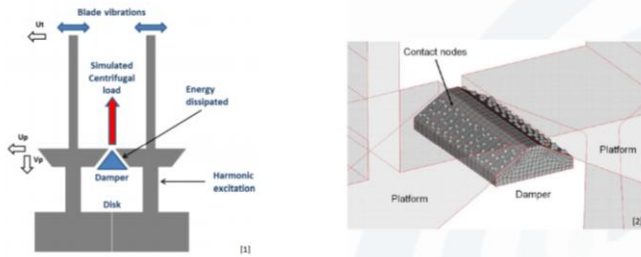 Blade vibrations
Ut
Simulated
Centrifugal
load
Energy
dissipated
Up
Vp
Damper
Harmonic
excitation
Disk
[1]
Contact nodes
Platform
Platform
Damper
[2]